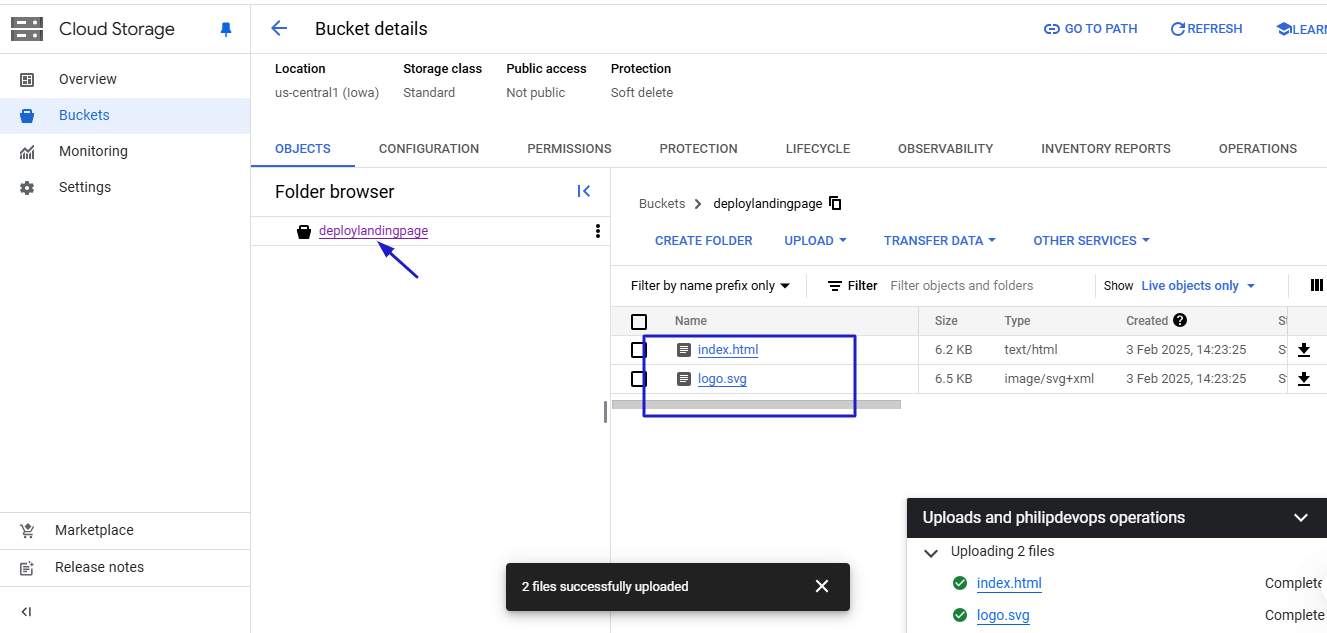 Cloud Storage
Bucket details
GO TO PATH
REFRESH
LEARN
Overview
Buckets
Monitoring
Settings
Marketplace
Release notes
Location Storage class Public access Protection
us-central1 (Iowa) Standard Not public Soft delete
OBJECTS CONFIGURATION PERMISSIONS PROTECTION LIFECYCLE OBSERVABILITY INVENTORY REPORTS OPERATIONS
Folder browser
deploylandingpage
Buckets > deploylandingpage
CREATE FOLDER UPLOAD TRANSFER DATA OTHER SERVICES
Filter by name prefix only Filter Filter objects and folders Show Live objects only
Name Size Type Created ?
index.html 6.2 KB text/html 3 Feb 2025, 14:23:25
logo.svg 6.5 KB image/svg+xml 3 Feb 2025, 14:23:25
Uploads and philipdevops operations
Uploading 2 files
index.html Complete
logo.svg Complete
2 files successfully uploaded